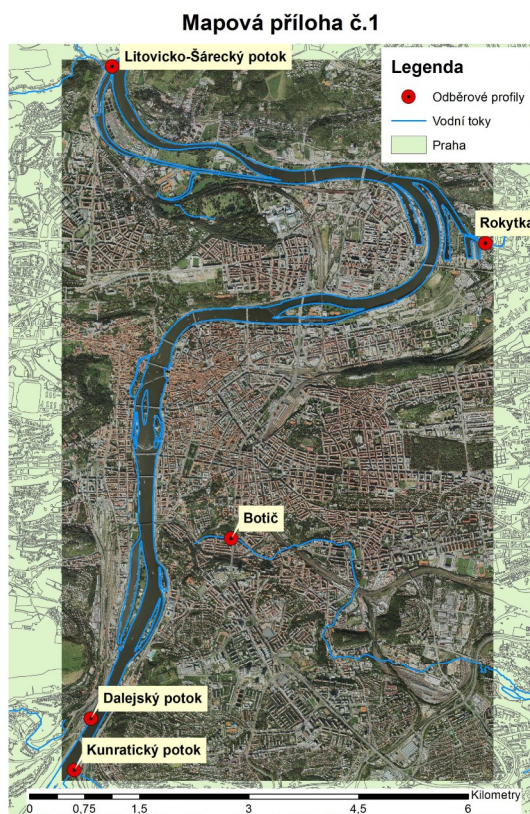 Mapová příloha č.1
Litovicko-Šárecký potok
Legenda
Odběrové profily
Vodní toky
Praha
Rokytka
Botič
Dalejský potok
Kunratický potok
Kilometry
0 0,75 1,5 3 4,5 6